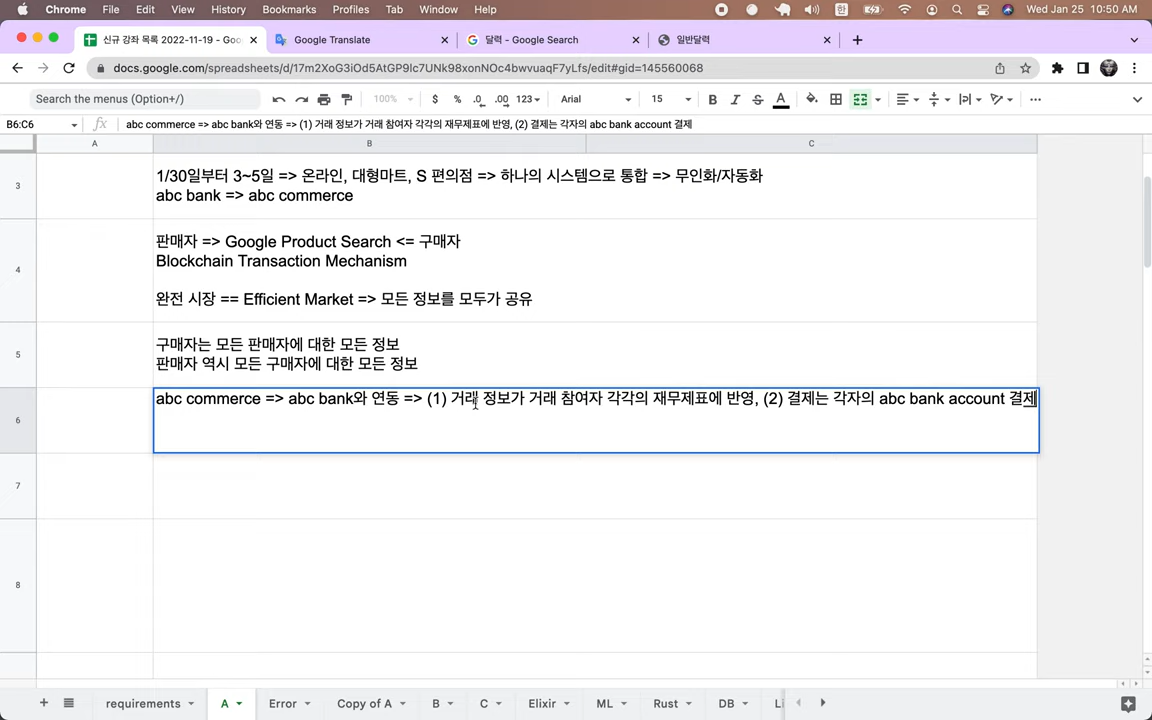 Chrome File Edit View History Bookmarks Profiles Tab Window Help 한 Wed Jan 25 10:50 AM
신규 강좌 목록 2022-11-19 - Goo
Google Translate
달력 - Google Search
일반달력
docs.google.com/spreadsheets/d/17m2XoG3iOd5AtGP9lc7UNk98xonNOc4bwvuaqF7yLfs/edit#gid=145560068
Search the menus (Option+/) 100% $ % .0 .00 123 Arial 15 B I S A
B6:C6 fx abc commerce => abc bank와 연동 => (1) 거래 정보가 거래 참여자 각각의 재무제표에 반영, (2) 결제는 각자의 abc bank account 결제
A B C
3
1/30일부터 3~5일 => 온라인, 대형마트, S 편의점 => 하나의 시스템으로 통합 => 무인화/자동화
abc bank => abc commerce
4
판매자 => Google Product Search <= 구매자
Blockchain Transaction Mechanism
완전 시장 == Efficient Market => 모든 정보를 모두가 공유
5
구매자는 모든 판매자에 대한 모든 정보
판매자 역시 모든 구매자에 대한 모든 정보
6
abc commerce => abc bank와 연동 => (1) 거래 정보가 거래 참여자 각각의 재무제표에 반영, (2) 결제는 각자의 abc bank account 결제
7
8
requirements A Error Copy of A B C Elixir ML Rust DB Li